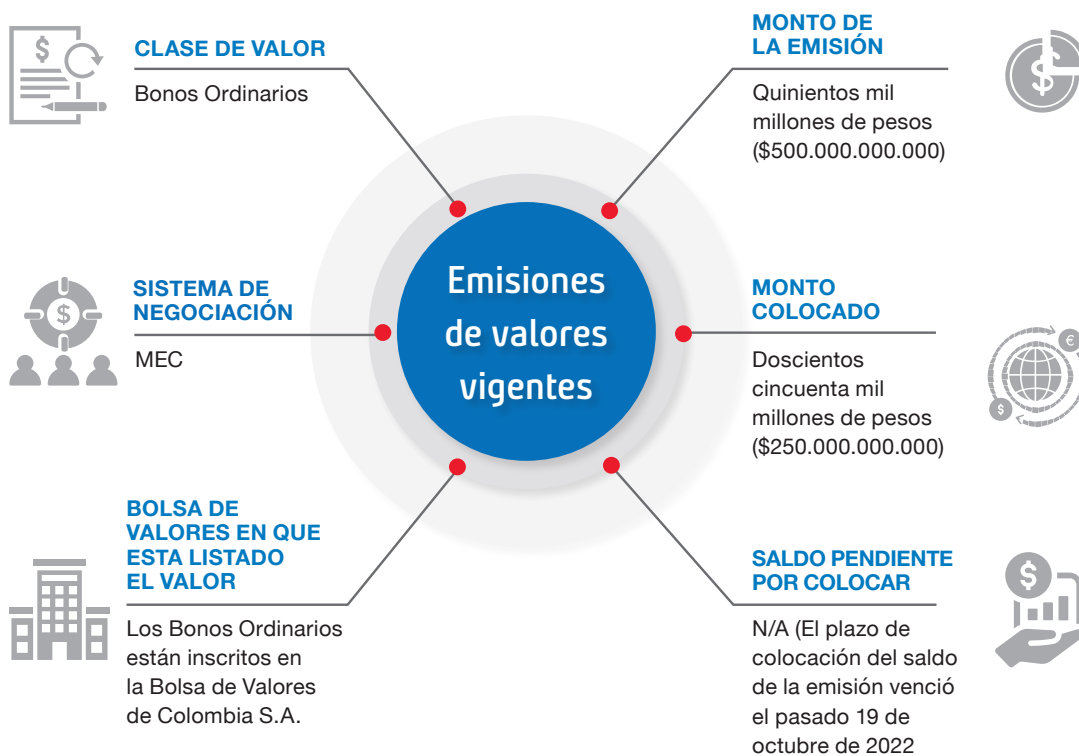 CLASE DE VALOR
Bonos Ordinarios
SISTEMA DE
NEGOCIACIÓN
MEC
BOLSA DE
VALORES EN QUE
ESTA LISTADO
EL VALOR
Los Bonos Ordinarios
están inscritos en
la Bolsa de Valores
de Colombia S.A.
Emisiones
de valores
vigentes
MONTO DE
LA EMISIÓN
Quinientos mil
millones de pesos
($500.000.000.000)
MONTO
COLOCADO
Doscientos
cincuenta mil
millones de pesos
($250.000.000.000)
SALDO PENDIENTE
POR COLOCAR
N/A (El plazo de
colocación del saldo
de la emisión venció
el pasado 19 de
octubre de 2022
$
$
$
€
$
$